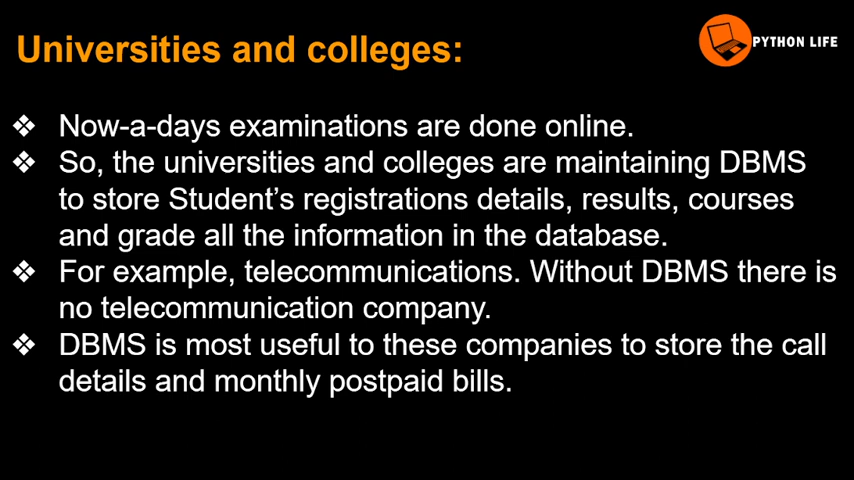 Universities and colleges:
PYTHON LIFE
❖ Now-a-days examinations are done online.
❖ So, the universities and colleges are maintaining DBMS
to store Student’s registrations details, results, courses
and grade all the information in the database.
❖ For example, telecommunications. Without DBMS there is
no telecommunication company.
❖ DBMS is most useful to these companies to store the call
details and monthly postpaid bills.